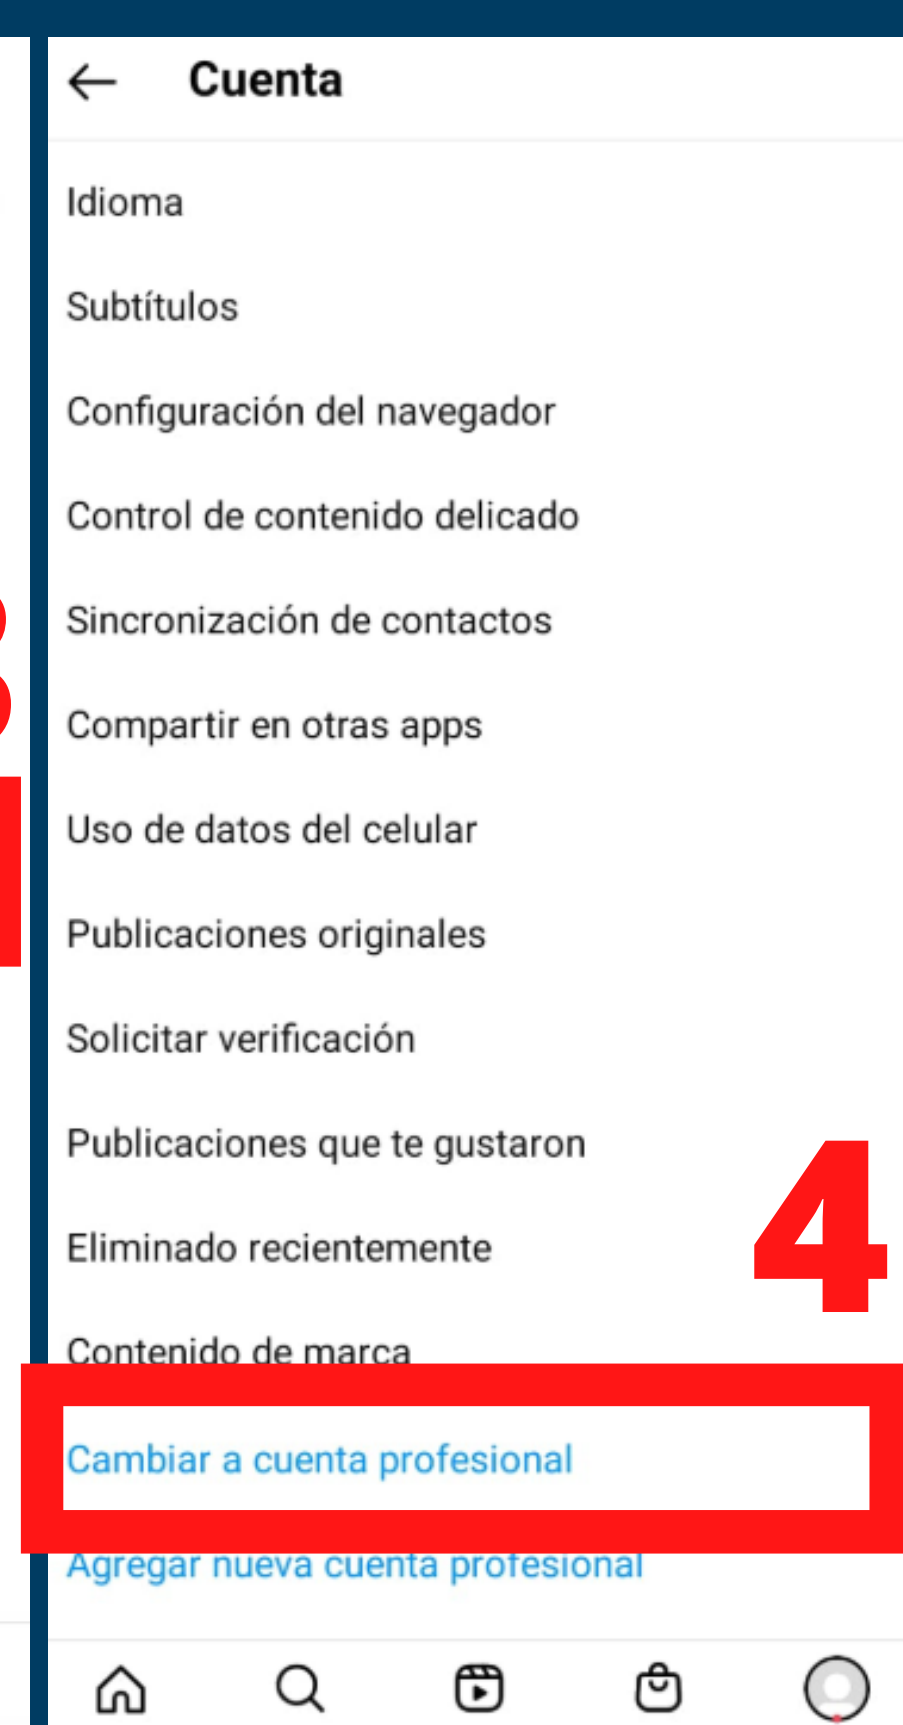 Cuenta
Idioma
Subtítulos
Configuración del navegador
Control de contenido delicado
Sincronización de contactos
Compartir en otras apps
Uso de datos del celular
Publicaciones originales
Solicitar verificación
Publicaciones que te gustaron
4
Eliminado recientemente
Contenido de marca
Cambiar a cuenta profesional
Agregar nueva cuenta profesional